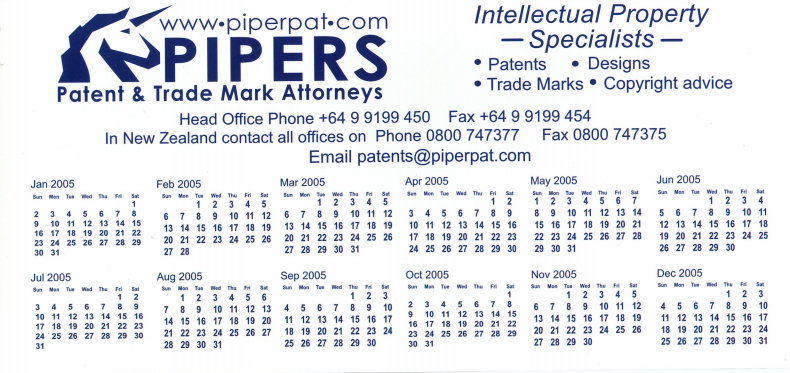 www•piperpat•com
PIPERS
Patent & Trade Mark Attorneys
Intellectual Property
— Specialists —
• Patents • Designs
• Trade Marks • Copyright advice
Head Office Phone +64 9 9199 450 Fax +64 9 9199 454
In New Zealand contact all offices on Phone 0800 747377 Fax 0800 747375
Email patents@piperpat.com
Jan 2005
Sun Mon Tue Wed Thu Fri Sat
1
2 3 4 5 6 7 8
9 10 11 12 13 14 15
16 17 18 19 20 21 22
23 24 25 26 27 28 29
30 31
Feb 2005
Sun Mon Tue Wed Thu Fri Sat
1 2 3 4 5
6 7 8 9 10 11 12
13 14 15 16 17 18 19
20 21 22 23 24 25 26
27 28
Mar 2005
Sun Mon Tue Wed Thu Fri Sat
1 2 3 4 5
6 7 8 9 10 11 12
13 14 15 16 17 18 19
20 21 22 23 24 25 26
27 28 29 30 31
Apr 2005
Sun Mon Tue Wed Thu Fri Sat
1 2
3 4 5 6 7 8 9
10 11 12 13 14 15 16
17 18 19 20 21 22 23
24 25 26 27 28 29 30
May 2005
Sun Mon Tue Wed Thu Fri Sat
1 2 3 4 5 6 7
8 9 10 11 12 13 14
15 16 17 18 19 20 21
22 23 24 25 26 27 28
29 30 31
Jun 2005
Sun Mon Tue Wed Thu Fri Sat
1 2 3 4
5 6 7 8 9 10 11
12 13 14 15 16 17 18
19 20 21 22 23 24 25
26 27 28 29 30
Jul 2005
Sun Mon Tue Wed Thu Fri Sat
1 2
3 4 5 6 7 8 9
10 11 12 13 14 15 16
17 18 19 20 21 22 23
24 25 26 27 28 29 30
31
Aug 2005
Sun Mon Tue Wed Thu Fri Sat
1 2 3 4 5 6
7 8 9 10 11 12 13
14 15 16 17 18 19 20
21 22 23 24 25 26 27
28 29 30 31
Sep 2005
Sun Mon Tue Wed Thu Fri Sat
1 2 3
4 5 6 7 8 9 10
11 12 13 14 15 16 17
18 19 20 21 22 23 24
25 26 27 28 29 30
Oct 2005
Sun Mon Tue Wed Thu Fri Sat
1
2 3 4 5 6 7 8
9 10 11 12 13 14 15
16 17 18 19 20 21 22
23 24 25 26 27 28 29
30 31
Nov 2005
Sun Mon Tue Wed Thu Fri Sat
1 2 3 4 5
6 7 8 9 10 11 12
13 14 15 16 17 18 19
20 21 22 23 24 25 26
27 28 29 30
Dec 2005
Sun Mon Tue Wed Thu Fri Sat
1 2 3
4 5 6 7 8 9 10
11 12 13 14 15 16 17
18 19 20 21 22 23 24
25 26 27 28 29 30 31